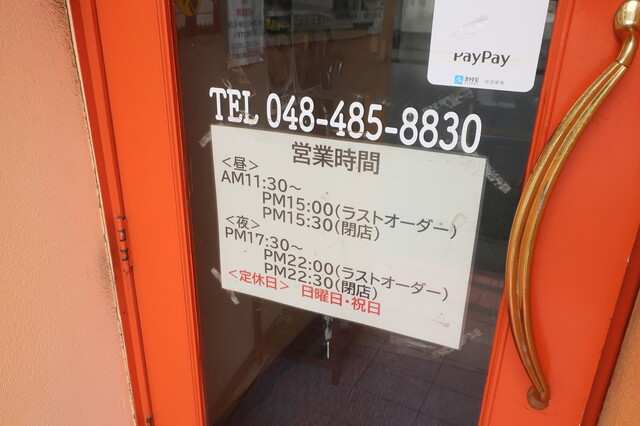 PayPay
TEL 048-485-8830
営業時間
＜昼＞
AM11:30～
PM15:00(ラストオーダー)
PM15:30(閉店)
＜夜＞
PM17:30～
PM22:00(ラストオーダー)
PM22:30(閉店)
＜定休日＞ 日曜日・祝日